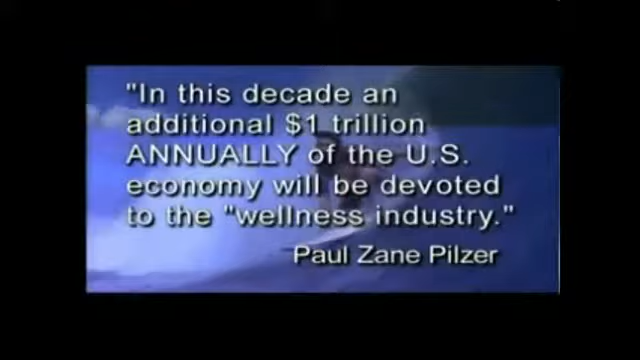 "In this decade an
additional $1 trillion
ANNUALLY of the U.S.
economy will be devoted
to the "wellness industry."
Paul Zane Pilzer